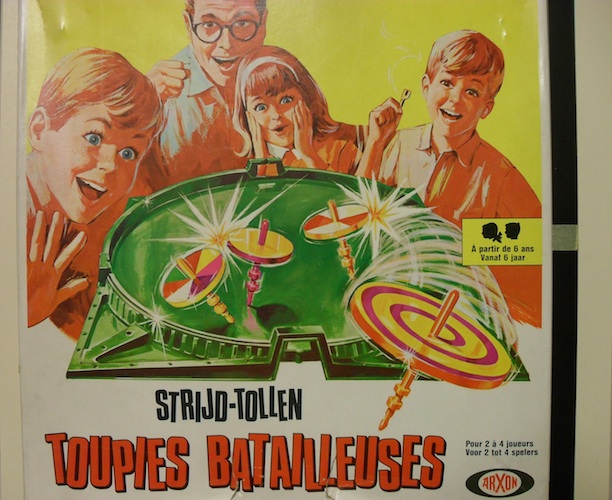 À partir de 6 ans
Vanaf 6 jaar
STRIJD-TOLLEN
TOUPIES BATAILLEUSES
Pour 2 à 4 joueurs
Voor 2 tot 4 spelers
ARXON